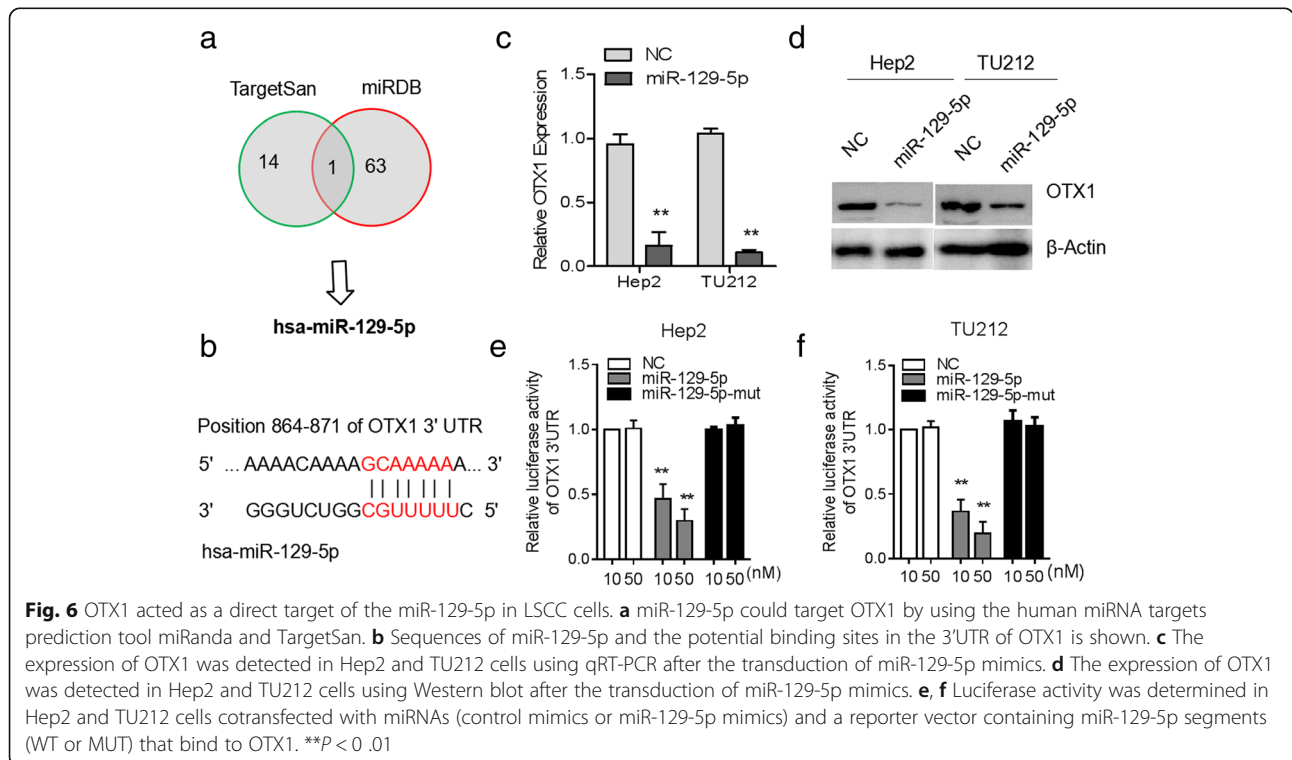 a
TargetSan miRDB
14 1 63
hsa-miR-129-5p
b
Position 864-871 of OTX1 3' UTR
5' ... AAAACAAAAGCAAAAAA... 3'
3' GGGUCUGGCGUUUUUC 5'
hsa-miR-129-5p
c
NC
miR-129-5p
Relative OTX1 Expression
1.5
1.0
0.5
0.0
** **
Hep2 TU212
d
Hep2 TU212
NC miR-129-5p NC miR-129-5p
OTX1
β-Actin
e
Hep2
NC
miR-129-5p
miR-129-5p-mut
Relative luciferase activity
of OTX1 3'UTR
1.5
1.0
0.5
0.0
** **
10 50 10 50 10 50 (nM)
f
TU212
NC
miR-129-5p
miR-129-5p-mut
Relative luciferase activity
of OTX1 3'UTR
1.5
1.0
0.5
0.0
** **
10 50 10 50 10 50 (nM)
Fig. 6 OTX1 acted as a direct target of the miR-129-5p in LSCC cells. a miR-129-5p could target OTX1 by using the human miRNA targets
prediction tool miRanda and TargetSan. b Sequences of miR-129-5p and the potential binding sites in the 3'UTR of OTX1 is shown. c The
expression of OTX1 was detected in Hep2 and TU212 cells using qRT-PCR after the transduction of miR-129-5p mimics. d The expression of OTX1
was detected in Hep2 and TU212 cells using Western blot after the transduction of miR-129-5p mimics. e, f Luciferase activity was determined in
Hep2 and TU212 cells cotransfected with miRNAs (control mimics or miR-129-5p mimics) and a reporter vector containing miR-129-5p segments
(WT or MUT) that bind to OTX1. **P < 0 .01